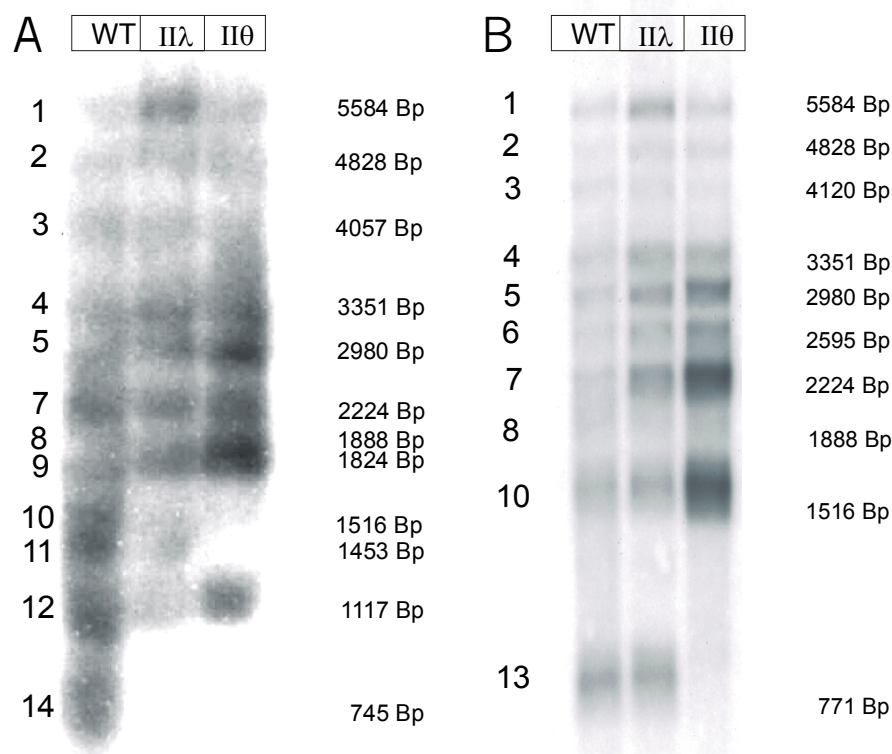 A WT IIλ IIθ
1 5584 Bp
2 4828 Bp
3 4057 Bp
4 3351 Bp
5 2980 Bp
7 2224 Bp
8 1888 Bp
9 1824 Bp
10 1516 Bp
11 1453 Bp
12 1117 Bp
14 745 Bp
B WT IIλ IIθ
1 5584 Bp
2 4828 Bp
3 4120 Bp
4 3351 Bp
5 2980 Bp
6 2595 Bp
7 2224 Bp
8 1888 Bp
10 1516 Bp
13 771 Bp